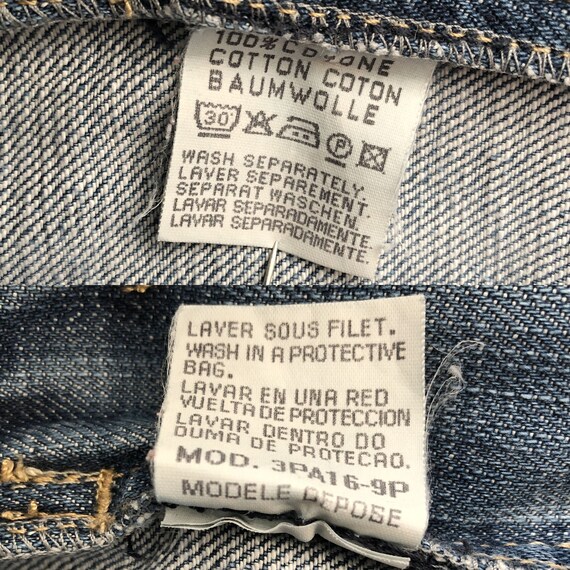 100% COTONE
COTTON COTON
BAUMWOLLE
30 P
WASH SEPARATELY.
LAVER SEPAREMENT.
SEPARAT WASCHEN.
LAVAR SEPARADAMENTE.
LAVAR SEPARADAMENTE.
LAVER SOUS FILET.
WASH IN A PROTECTIVE
BAG.
LAVAR EN UNA RED
VUELTA DE PROTECCION
LAVAR DENTRO DO
DUMA DE PROTECAO.
MOD. 3PA16-9P
MODELE DEPOSE